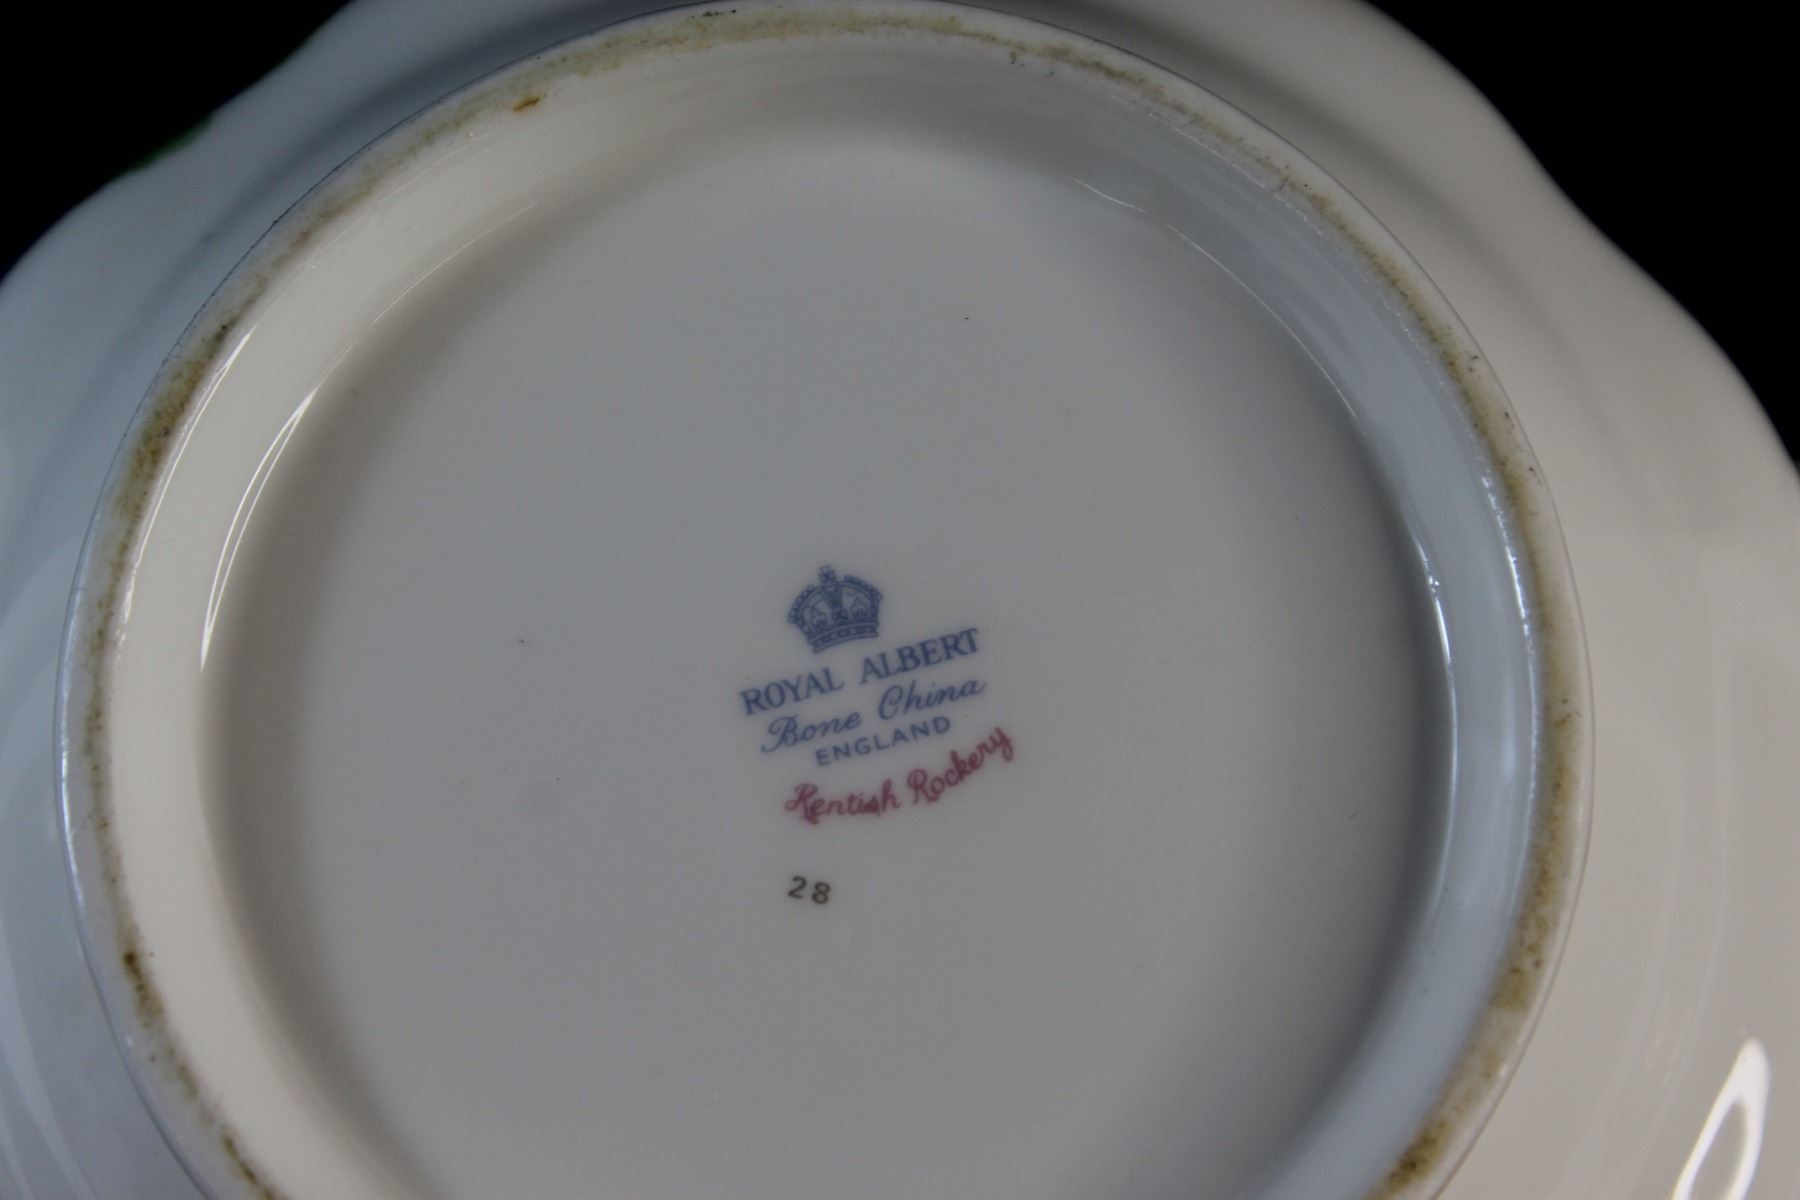 ROYAL ALBERT
Bone China
ENGLAND
Kentish Rockery
28